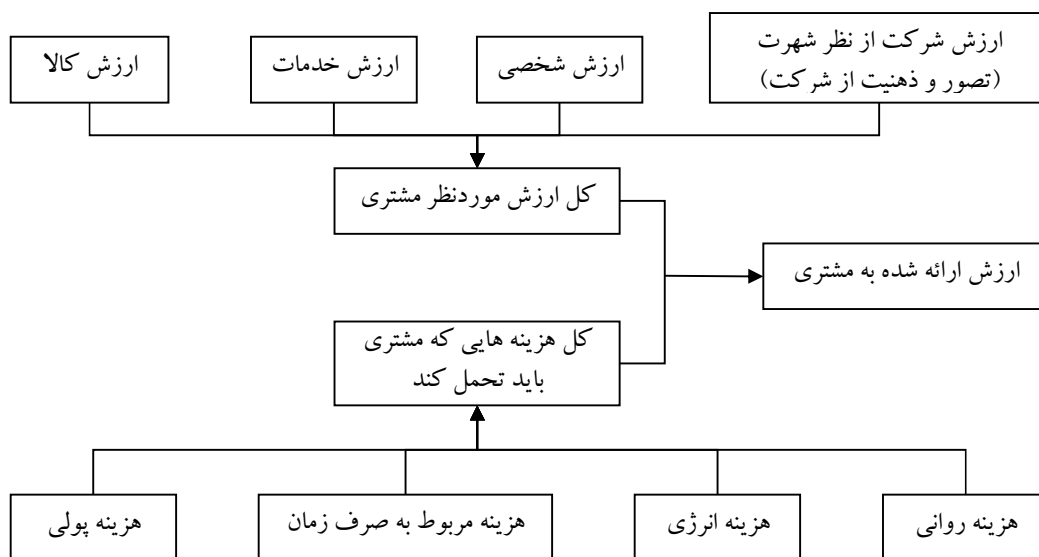 ارزش شرکت از نظر شهرت
(تصور و ذهنیت از شرکت)
ارزش شخصی
ارزش خدمات
ارزش کالا
کل ارزش موردنظر مشتری
ارزش ارائه شده به مشتری
کل هزینه هایی که مشتری
باید تحمل کند
هزینه روانی
هزینه انرژی
هزینه مربوط به صرف زمان
هزینه پولی